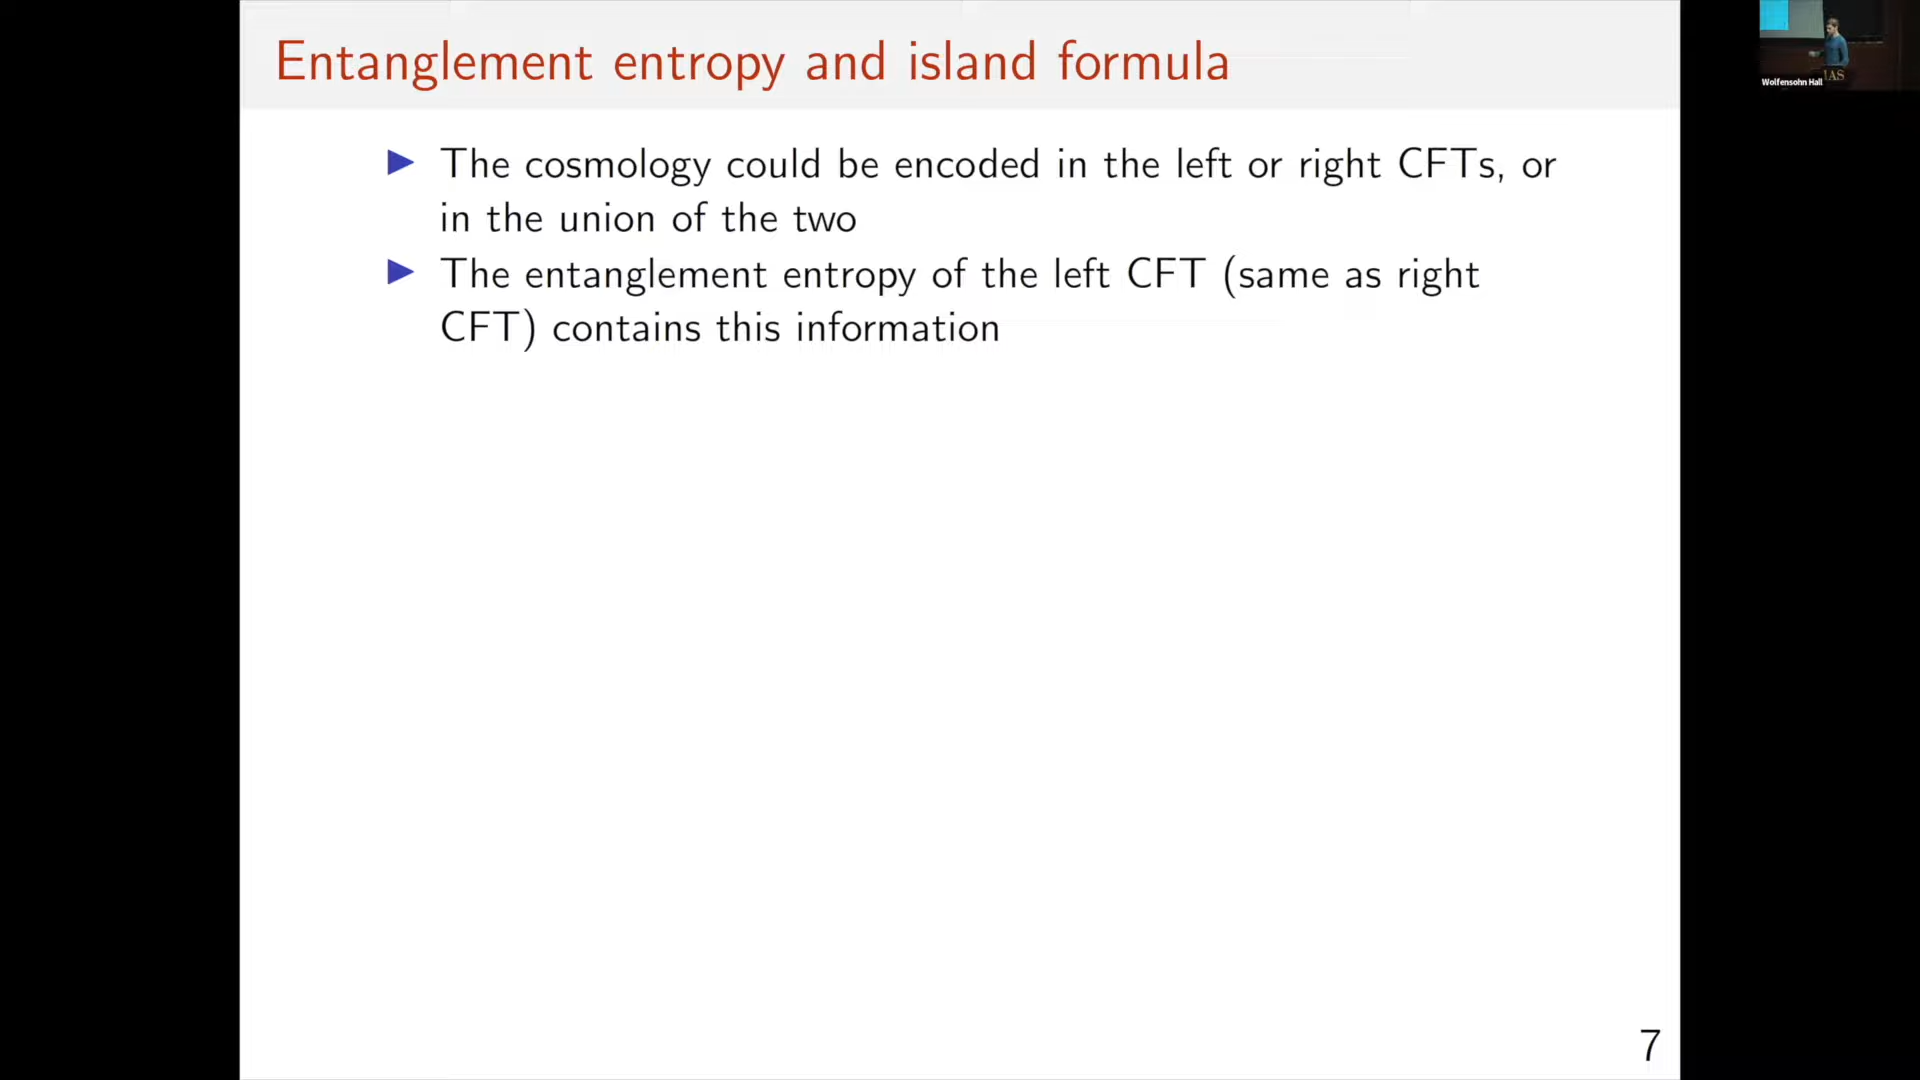 Entanglement entropy and island formula
The cosmology could be encoded in the left or right CFTs, or
in the union of the two
The entanglement entropy of the left CFT (same as right
CFT) contains this information
7
Wolfensohn Hall
IAS